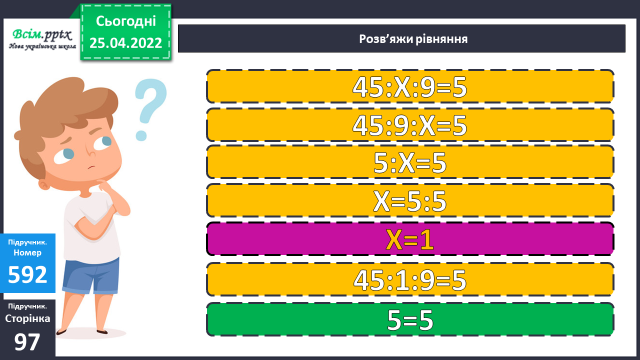 Всім.pptx
Нова українська школа
Сьогодні
25.04.2022
Розв’яжи рівняння
45:Х:9=5
45:9:Х=5
5:Х=5
Х=5:5
Х=1
45:1:9=5
5=5
Підручник.
Номер
592
Підручник.
Сторінка
97